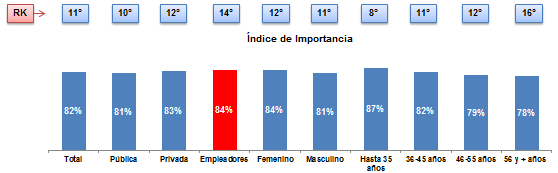 RK 11° 10° 12° 14° 12° 11° 8° 11° 12° 16°
Índice de Importancia
82% 81% 83% 84% 84% 81% 87% 82% 79% 78%
Total Pública Privada Empleadores Femenino Masculino Hasta 35 años 36-45 años 46-55 años 56 y + años